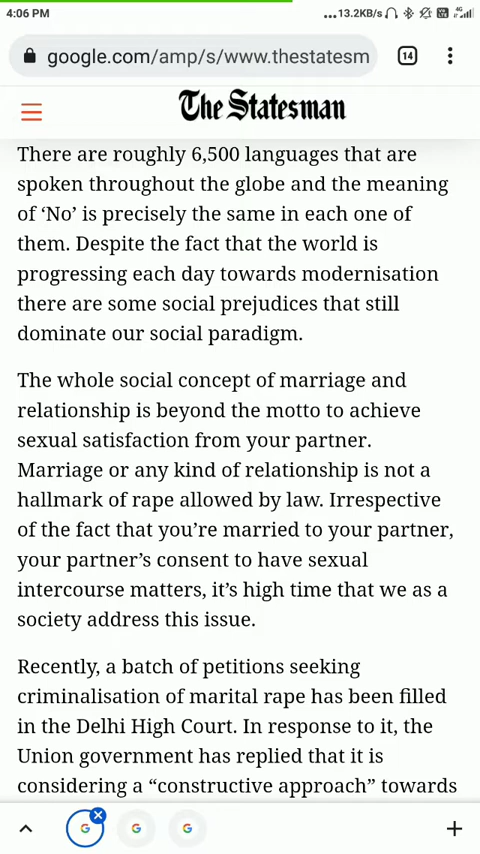 4:06 PM
...13.2KB/s
4G
google.com/amp/s/www.thestatesm
14
The Statesman
There are roughly 6,500 languages that are
spoken throughout the globe and the meaning
of ‘No’ is precisely the same in each one of
them. Despite the fact that the world is
progressing each day towards modernisation
there are some social prejudices that still
dominate our social paradigm.
The whole social concept of marriage and
relationship is beyond the motto to achieve
sexual satisfaction from your partner.
Marriage or any kind of relationship is not a
hallmark of rape allowed by law. Irrespective
of the fact that you’re married to your partner,
your partner’s consent to have sexual
intercourse matters, it’s high time that we as a
society address this issue.
Recently, a batch of petitions seeking
criminalisation of marital rape has been filled
in the Delhi High Court. In response to it, the
Union government has replied that it is
considering a “constructive approach” towards